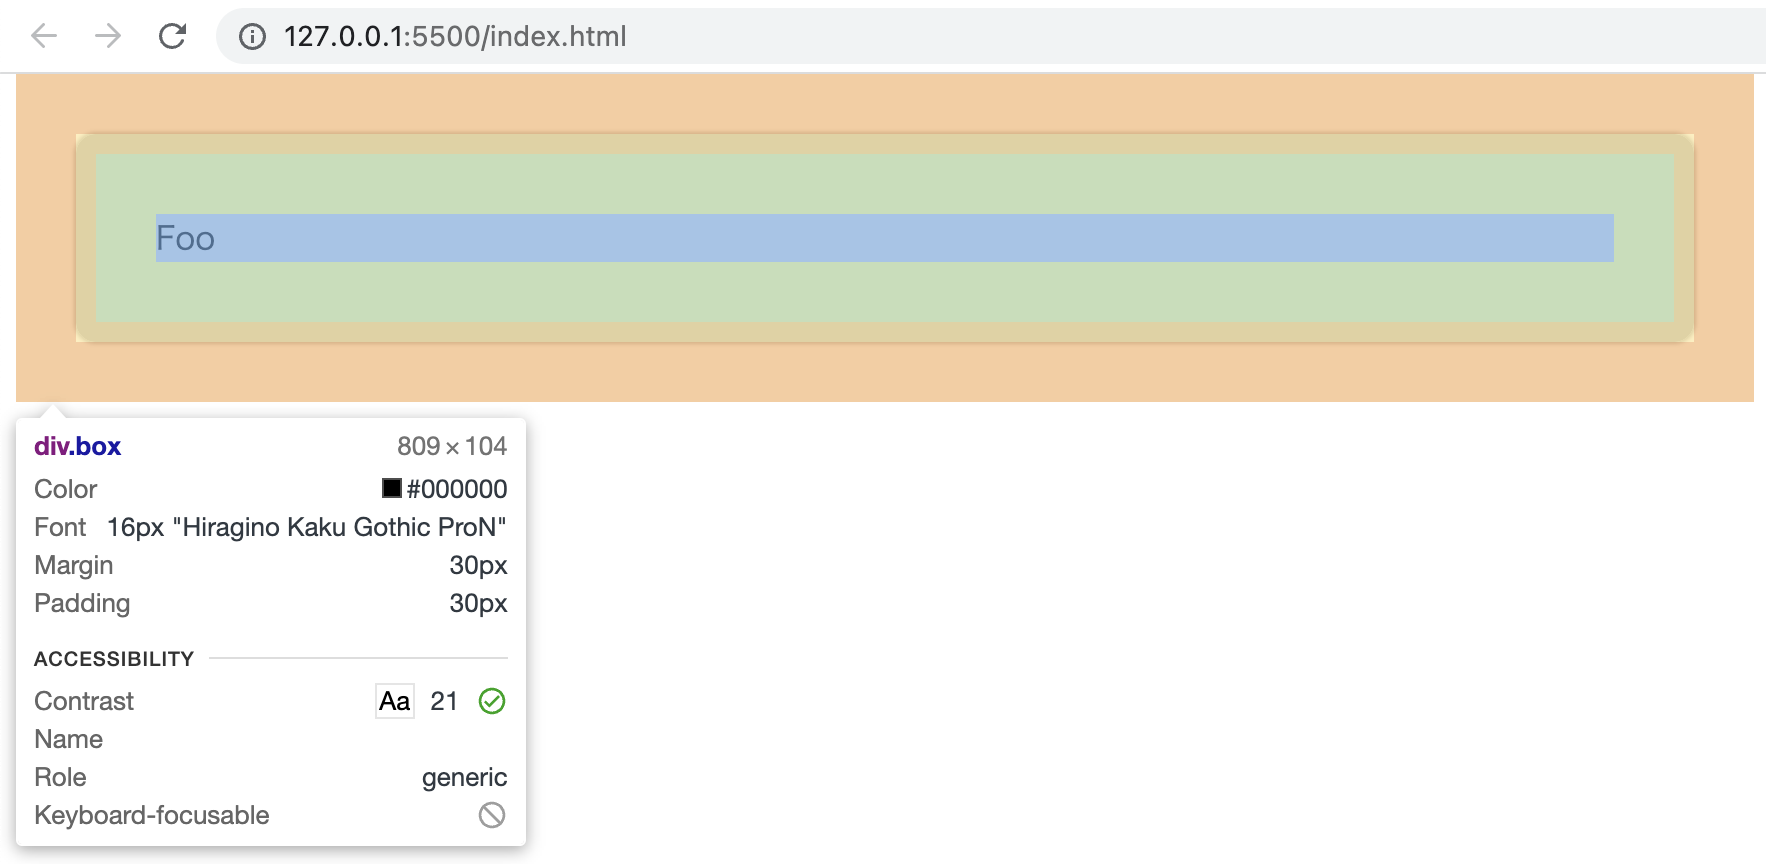 127.0.0.1:5500/index.html
Foo
div.box 809 × 104
Color #000000
Font 16px "Hiragino Kaku Gothic ProN"
Margin 30px
Padding 30px
ACCESSIBILITY
Contrast Aa 21
Name
Role generic
Keyboard-focusable